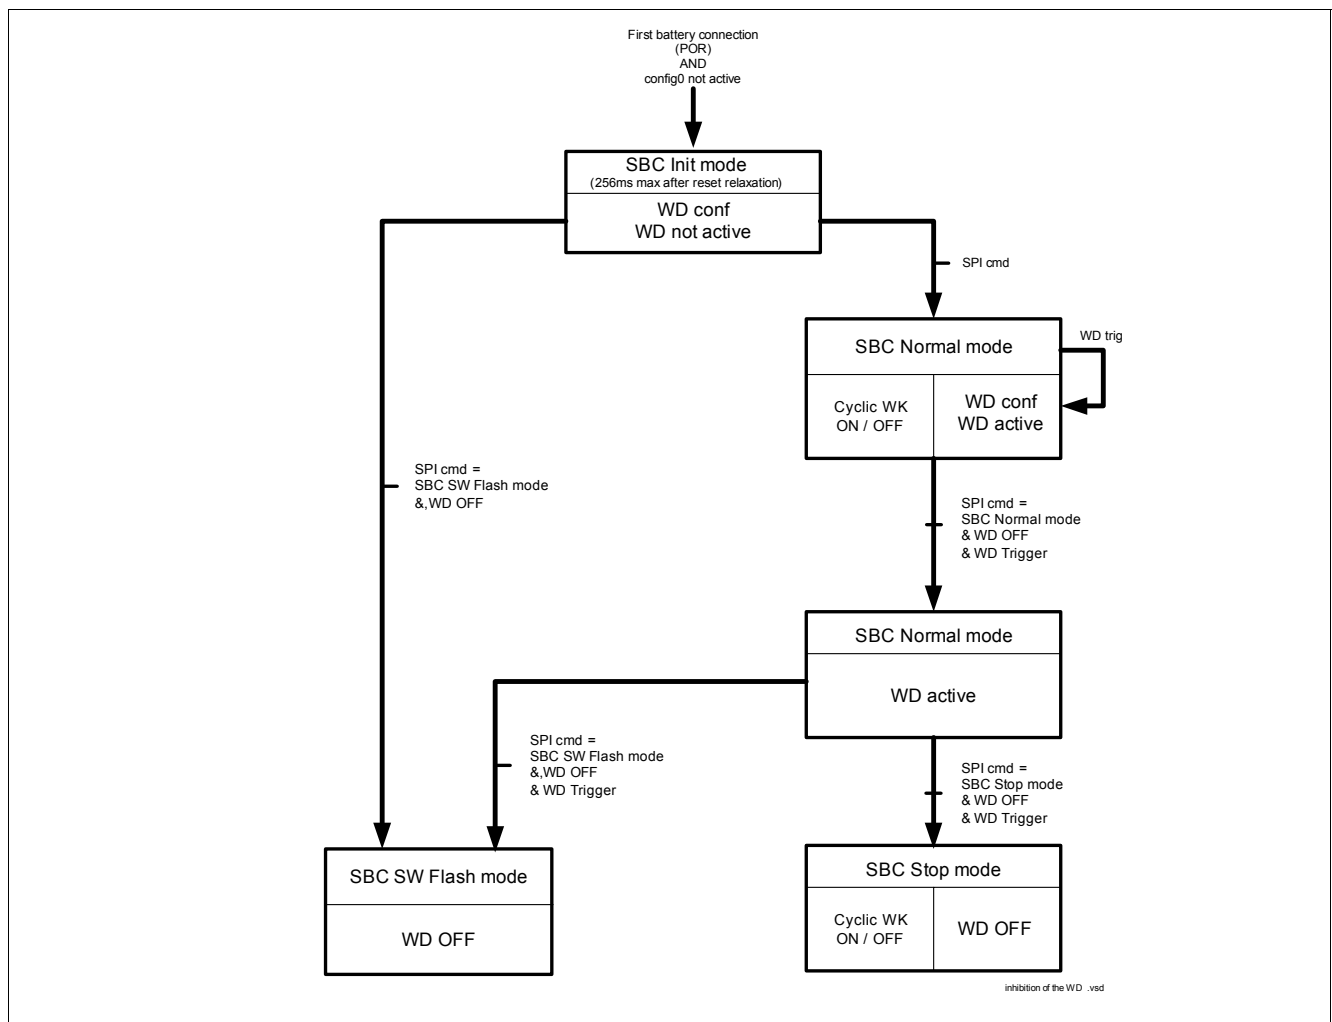 First battery connection
(POR)
AND
config0 not active
SBC Init mode
(256ms max after reset relaxation)
WD conf
WD not active
SPI cmd
SBC Normal mode
WD trig
Cyclic WK
ON / OFF
WD conf
WD active
SPI cmd =
SBC SW Flash mode
&,WD OFF
SPI cmd =
SBC Normal mode
& WD OFF
& WD Trigger
SBC Normal mode
WD active
SPI cmd =
SBC SW Flash mode
&,WD OFF
& WD Trigger
SPI cmd =
SBC Stop mode
& WD OFF
& WD Trigger
SBC SW Flash mode
WD OFF
SBC Stop mode
Cyclic WK
ON / OFF
WD OFF
inhibition of the WD .vsd